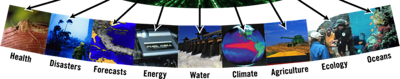 Health
Disasters
Forecasts
Energy
Water
Climate
Agriculture
Ecology
Oceans